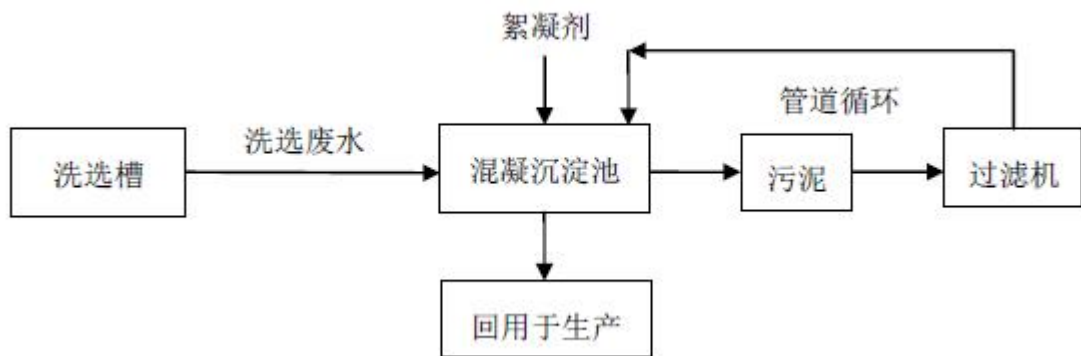 絮凝剂
管道循环
洗选废水
洗选槽
混凝沉淀池
污泥
过滤机
回用于生产